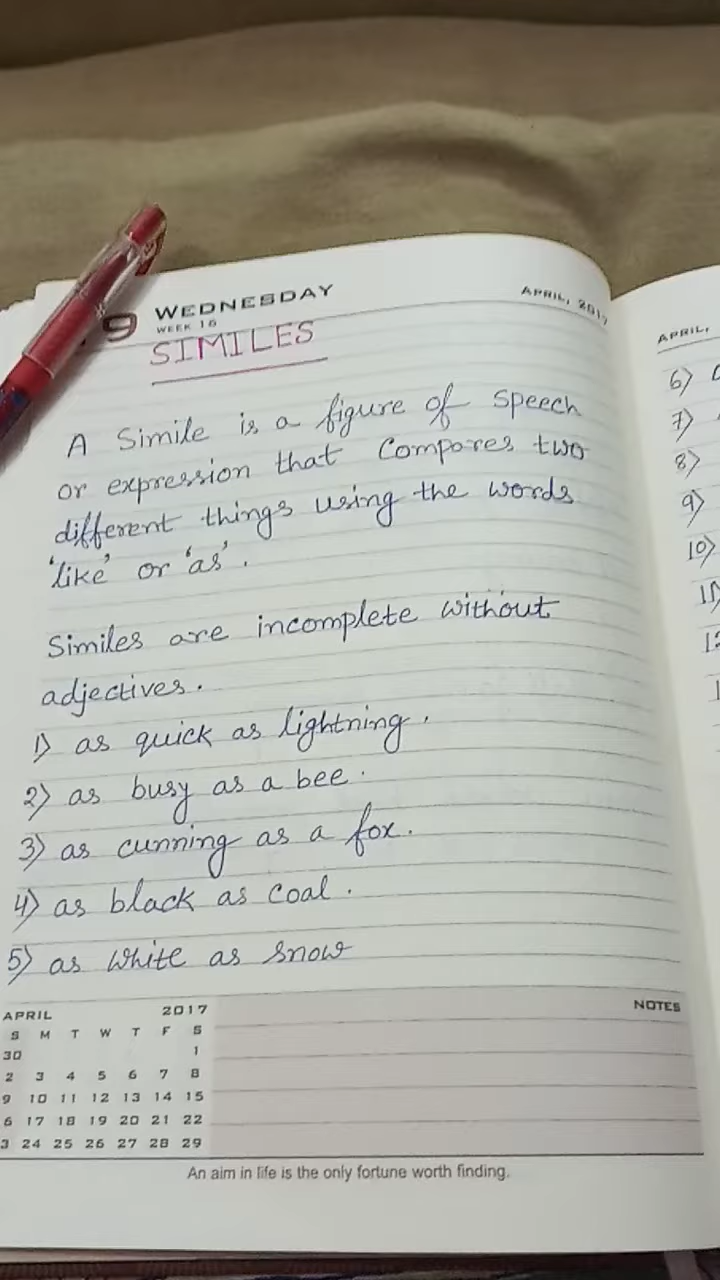 9 WEDNESDAY
WEEK 16
APRIL, 2017
SIMILES
A Simile is a figure of speech
or expression that Compares two
different things using the words
'like' or 'as'.
Similes are incomplete without
adjectives.
1) as quick as lightning.
2) as busy as a bee.
3) as cunning as a fox.
4) as black as coal.
5) as white as snow
APRIL 2017
S M T W T F S
30 1
2 3 4 5 6 7 8
9 10 11 12 13 14 15
6 17 18 19 20 21 22
3 24 25 26 27 28 29
NOTES
An aim in life is the only fortune worth finding.
APRIL,
6)
7)
8)
9)
10)